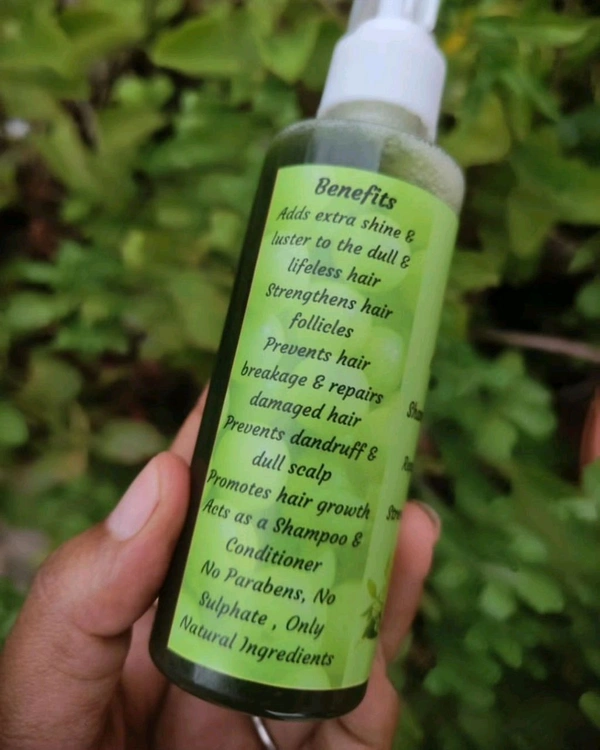 Benefits
Adds extra shine &
luster to the dull &
lifeless hair
Strengthens hair
follicles
Prevents hair
breakage & repairs
damaged hair
Prevents dandruff &
dull scalp
Promotes hair growth
Acts as a Shampoo &
Conditioner
No Parabens, No
Sulphate , Only
Natural Ingredients